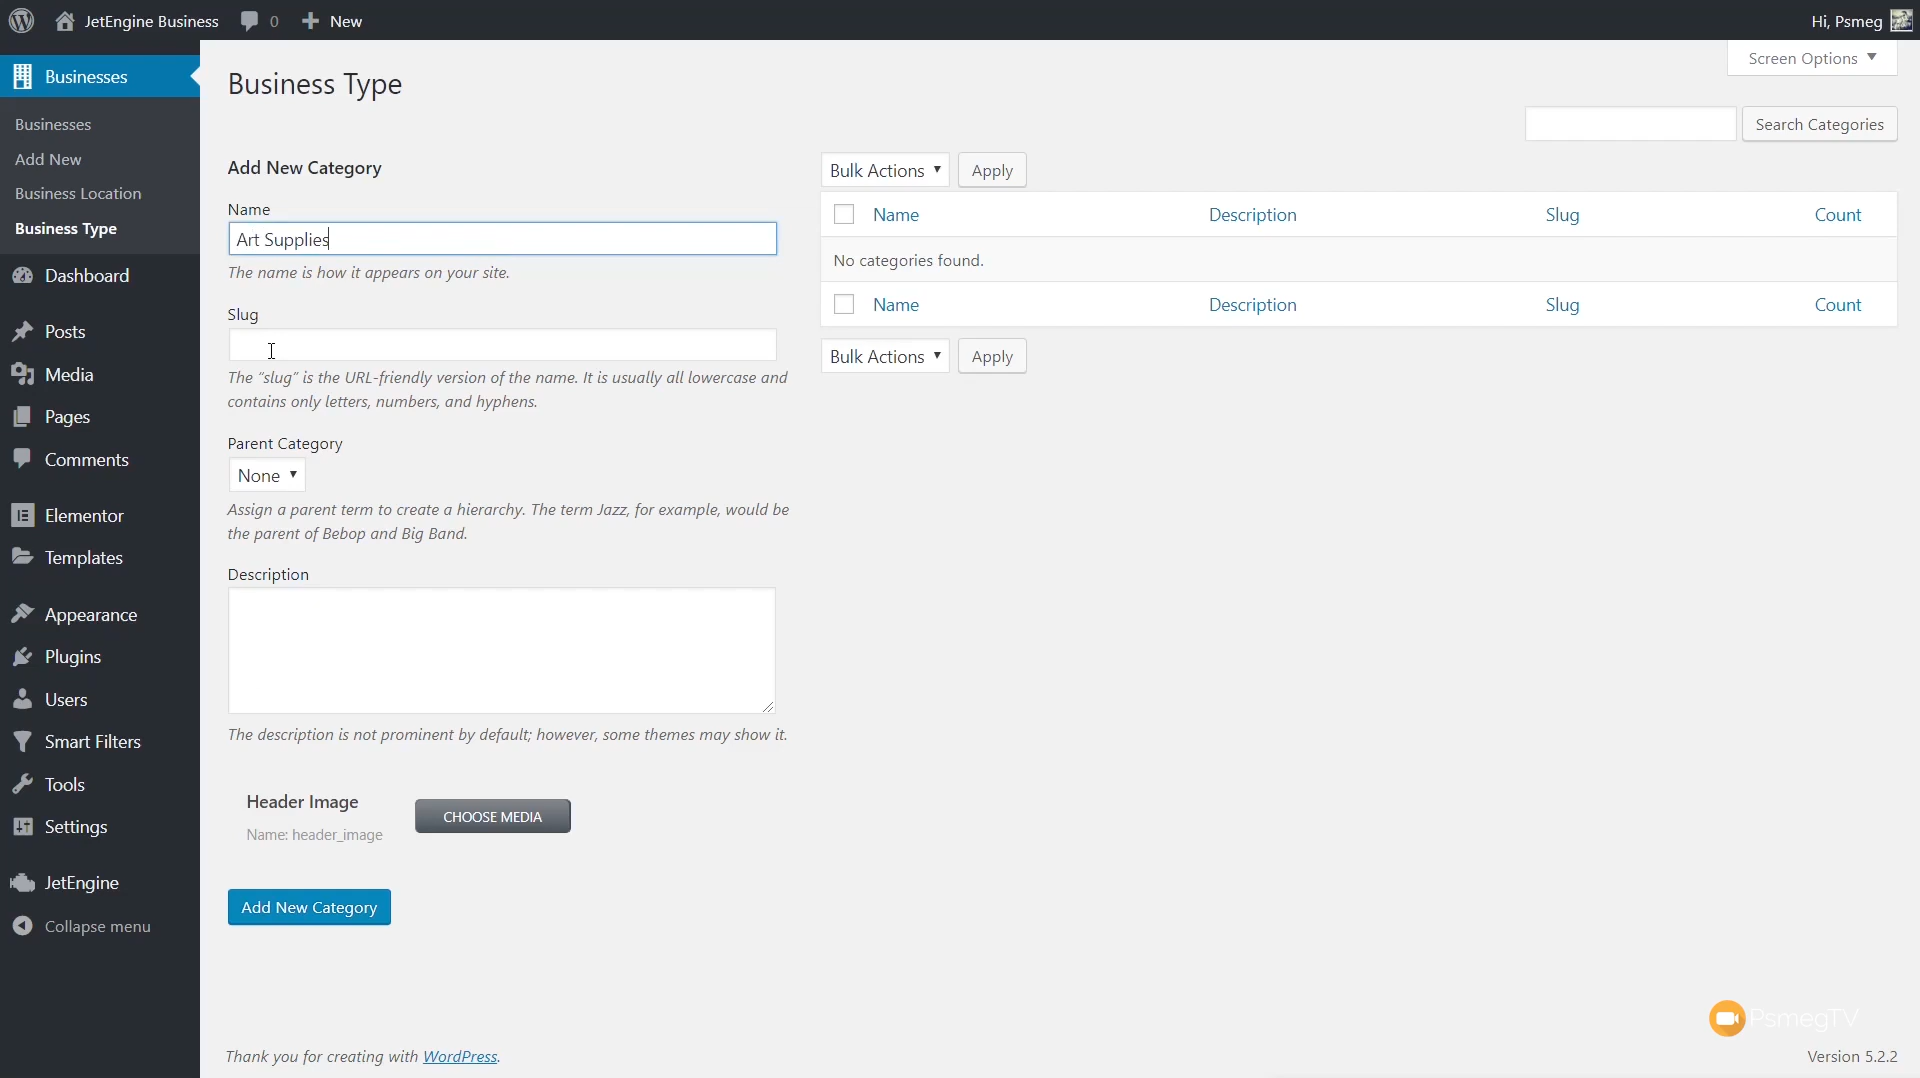 JetEngine Business
0
New
Hi, Psmeg
Businesses
Businesses
Add New
Business Location
Business Type
Dashboard
Posts
Media
Pages
Comments
Elementor
Templates
Appearance
Plugins
Users
Smart Filters
Tools
Settings
JetEngine
Collapse menu
Business Type
Screen Options
Search Categories
Add New Category
Name
Art Supplies
The name is how it appears on your site.
Slug
The “slug” is the URL-friendly version of the name. It is usually all lowercase and
contains only letters, numbers, and hyphens.
Parent Category
None
Assign a parent term to create a hierarchy. The term Jazz, for example, would be
the parent of Bebop and Big Band.
Description
The description is not prominent by default; however, some themes may show it.
Header Image
Name: header_image
CHOOSE MEDIA
Add New Category
Bulk Actions
Apply
Name Description Slug Count
No categories found.
Name Description Slug Count
Bulk Actions
Apply
PsmegTV
Thank you for creating with WordPress.
Version 5.2.2